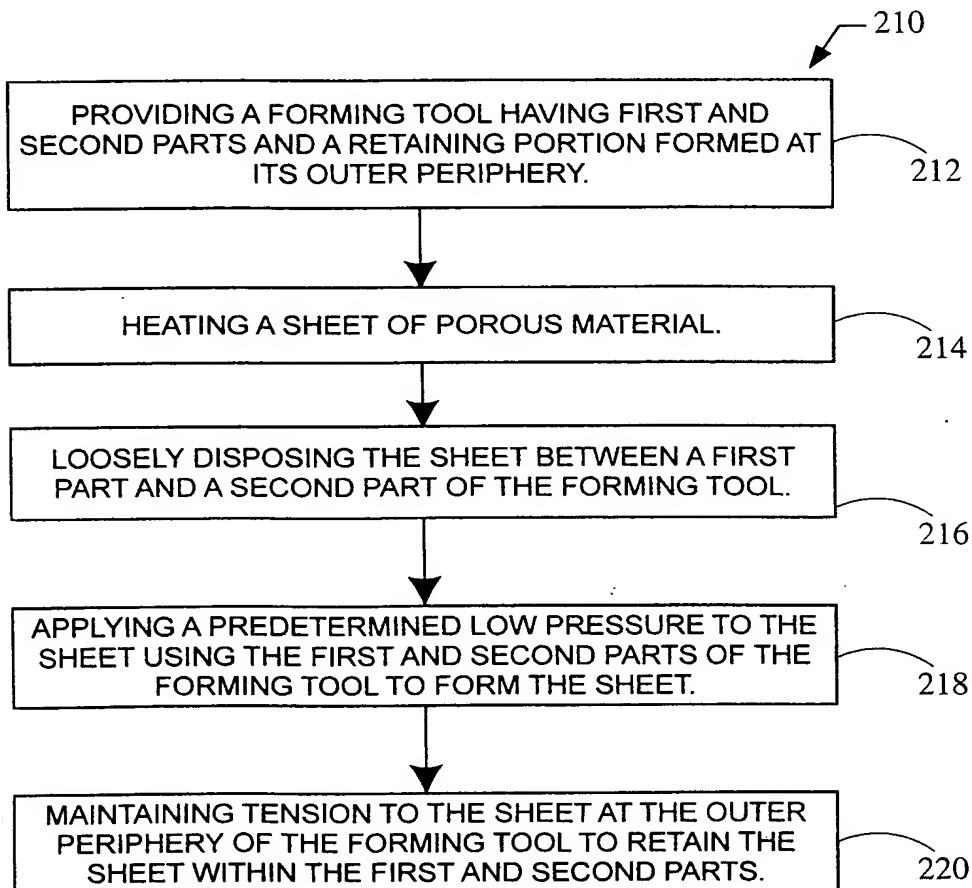 210
PROVIDING A FORMING TOOL HAVING FIRST AND
SECOND PARTS AND A RETAINING PORTION FORMED AT
ITS OUTER PERIPHERY.
212
HEATING A SHEET OF POROUS MATERIAL.
214
LOOSELY DISPOSING THE SHEET BETWEEN A FIRST
PART AND A SECOND PART OF THE FORMING TOOL.
216
APPLYING A PREDETERMINED LOW PRESSURE TO THE
SHEET USING THE FIRST AND SECOND PARTS OF THE
FORMING TOOL TO FORM THE SHEET.
218
MAINTAINING TENSION TO THE SHEET AT THE OUTER
PERIPHERY OF THE FORMING TOOL TO RETAIN THE
SHEET WITHIN THE FIRST AND SECOND PARTS.
220